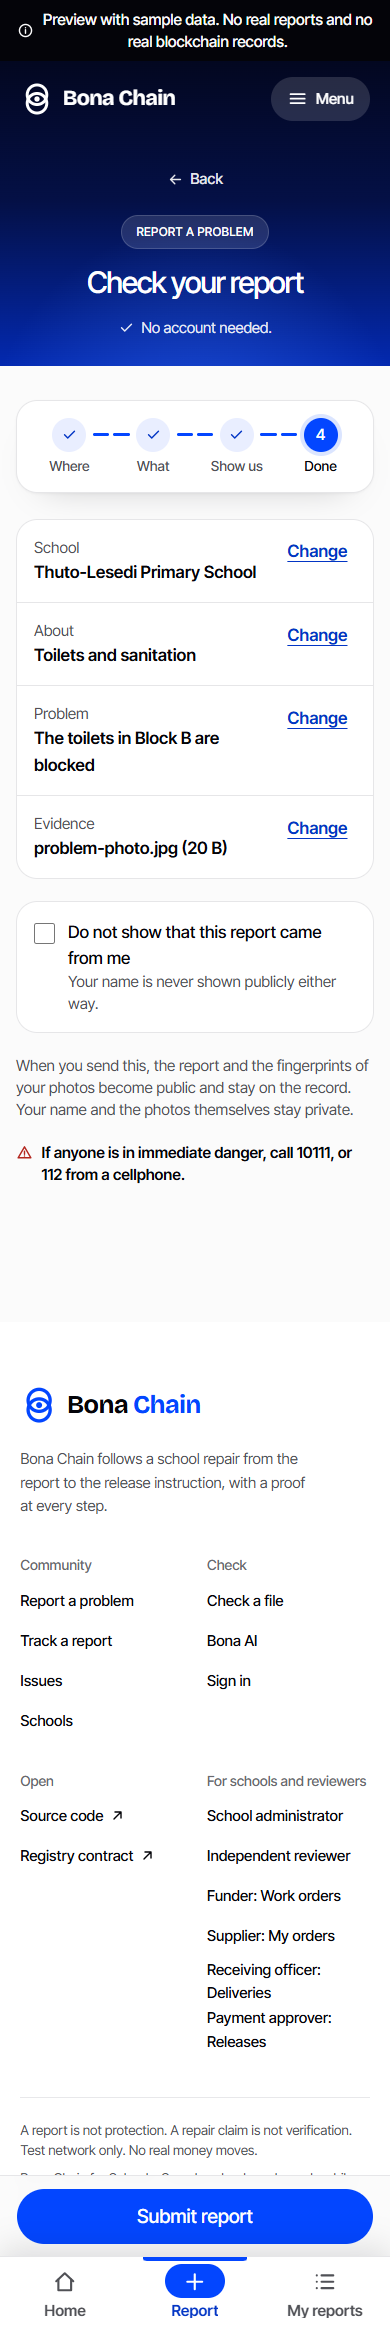 Preview with sample data. No real reports and no
real blockchain records.
Bona Chain
Menu
Back
REPORT A PROBLEM
Check your report
No account needed.
4
Where
What
Show us
Done
School
Thuto-Lesedi Primary School
Change
About
Toilets and sanitation
Change
Problem
The toilets in Block B are
blocked
Change
Evidence
problem-photo.jpg (20 B)
Change
Do not show that this report came
from me
Your name is never shown publicly either
way.
When you send this, the report and the fingerprints of
your photos become public and stay on the record.
Your name and the photos themselves stay private.
If anyone is in immediate danger, call 10111, or
112 from a cellphone.
Bona Chain
Bona Chain follows a school repair from the
report to the release instruction, with a proof
at every step.
Community
Report a problem
Track a report
Issues
Schools
Check
Check a file
Bona AI
Sign in
Open
Source code
Registry contract
For schools and reviewers
School administrator
Independent reviewer
Funder: Work orders
Supplier: My orders
Receiving officer:
Deliveries
Payment approver:
Releases
A report is not protection. A repair claim is not verification.
Test network only. No real money moves.
Submit report
Home
Report
My reports